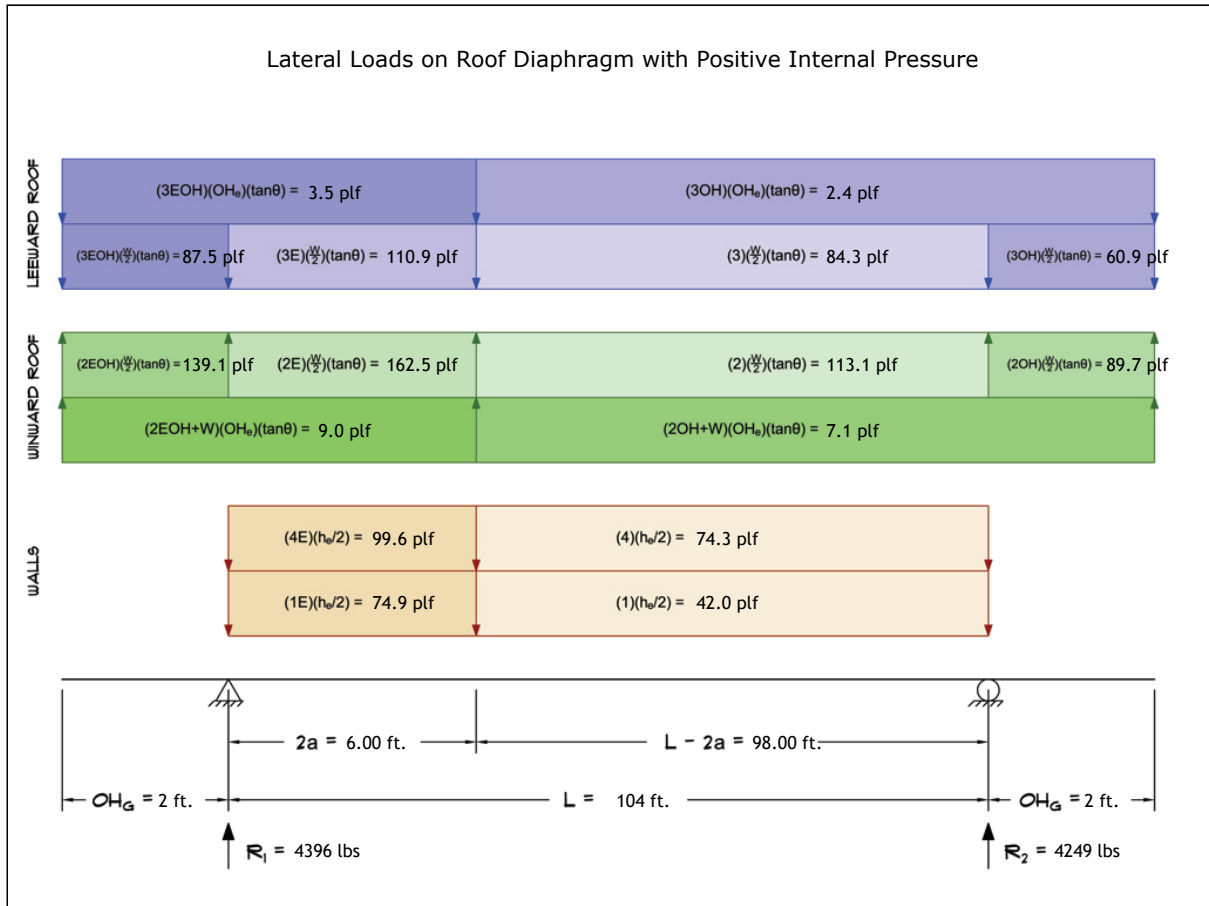 Lateral Loads on Roof Diaphragm with Positive Internal Pressure
LEEWARD ROOF
(3EOH)(OHₑ)(tanθ) = 3.5 plf
(3OH)(OHₑ)(tanθ) = 2.4 plf
(3EOH)(W/2)(tanθ) = 87.5 plf
(3E)(W/2)(tanθ) = 110.9 plf
(3)(W/2)(tanθ) = 84.3 plf
(3OH)(W/2)(tanθ) = 60.9 plf
WINWARD ROOF
(2EOH)(W/2)(tanθ) = 139.1 plf
(2E)(W/2)(tanθ) = 162.5 plf
(2)(W/2)(tanθ) = 113.1 plf
(2OH)(W/2)(tanθ) = 89.7 plf
(2EOH+W)(OHₑ)(tanθ) = 9.0 plf
(2OH+W)(OHₑ)(tanθ) = 7.1 plf
WALLS
(4E)(hₑ/2) = 99.6 plf
(4)(hₑ/2) = 74.3 plf
(1E)(hₑ/2) = 74.9 plf
(1)(hₑ/2) = 42.0 plf
2a = 6.00 ft.
L - 2a = 98.00 ft.
OHG = 2 ft.
L = 104 ft.
OHG = 2 ft.
R₁ = 4396 lbs
R₂ = 4249 lbs